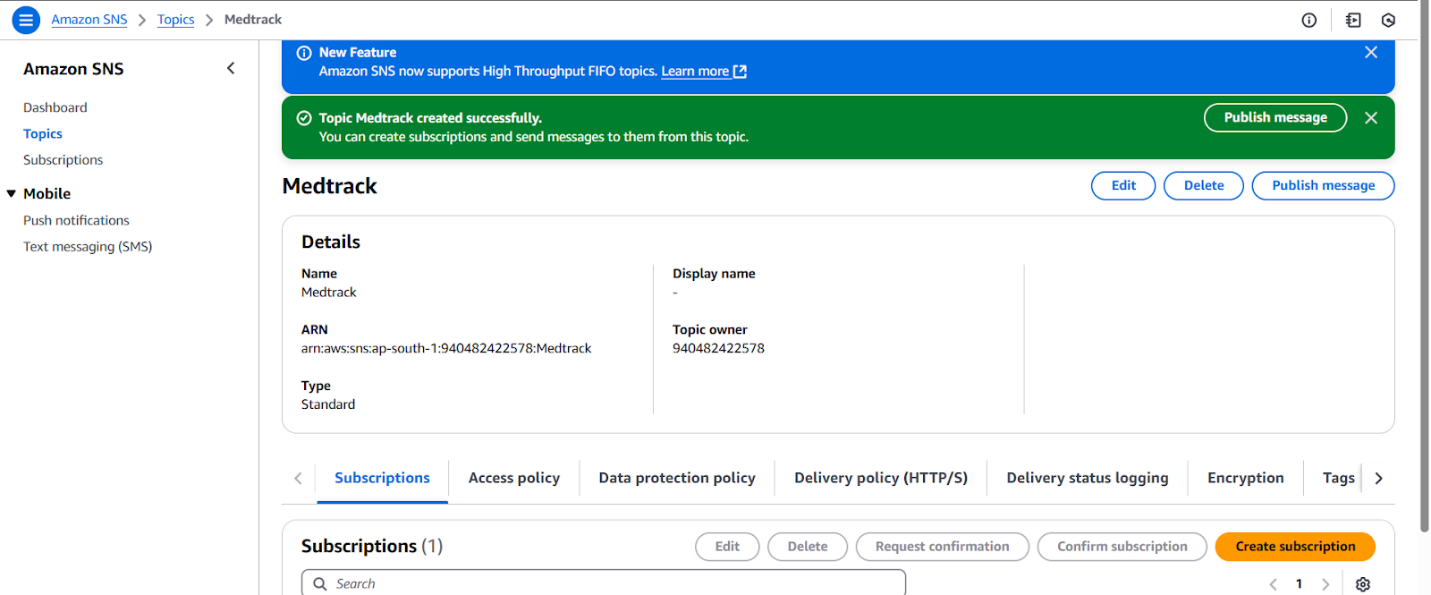 Amazon SNS > Topics > Medtrack
Amazon SNS
Dashboard
Topics
Subscriptions
Mobile
Push notifications
Text messaging (SMS)
New Feature
Amazon SNS now supports High Throughput FIFO topics. Learn more
Topic Medtrack created successfully.
You can create subscriptions and send messages to them from this topic.
Publish message
Medtrack
Edit
Delete
Publish message
Details
Name
Medtrack
ARN
arn:aws:sns:ap-south-1:940482422578:Medtrack
Type
Standard
Display name
-
Topic owner
940482422578
Subscriptions
Access policy
Data protection policy
Delivery policy (HTTP/S)
Delivery status logging
Encryption
Tags
Subscriptions (1)
Edit
Delete
Request confirmation
Confirm subscription
Create subscription
Search
1